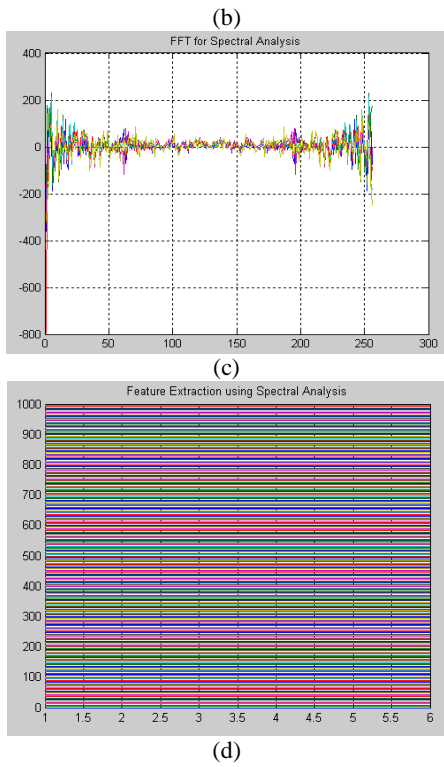 (b)
FFT for Spectral Analysis
400
200
0
-200
-400
-600
-800
0 50 100 150 200 250 300
(c)
Feature Extraction using Spectral Analysis
1000
900
800
700
600
500
400
300
200
100
0
1 1.5 2 2.5 3 3.5 4 4.5 5 5.5 6
(d)